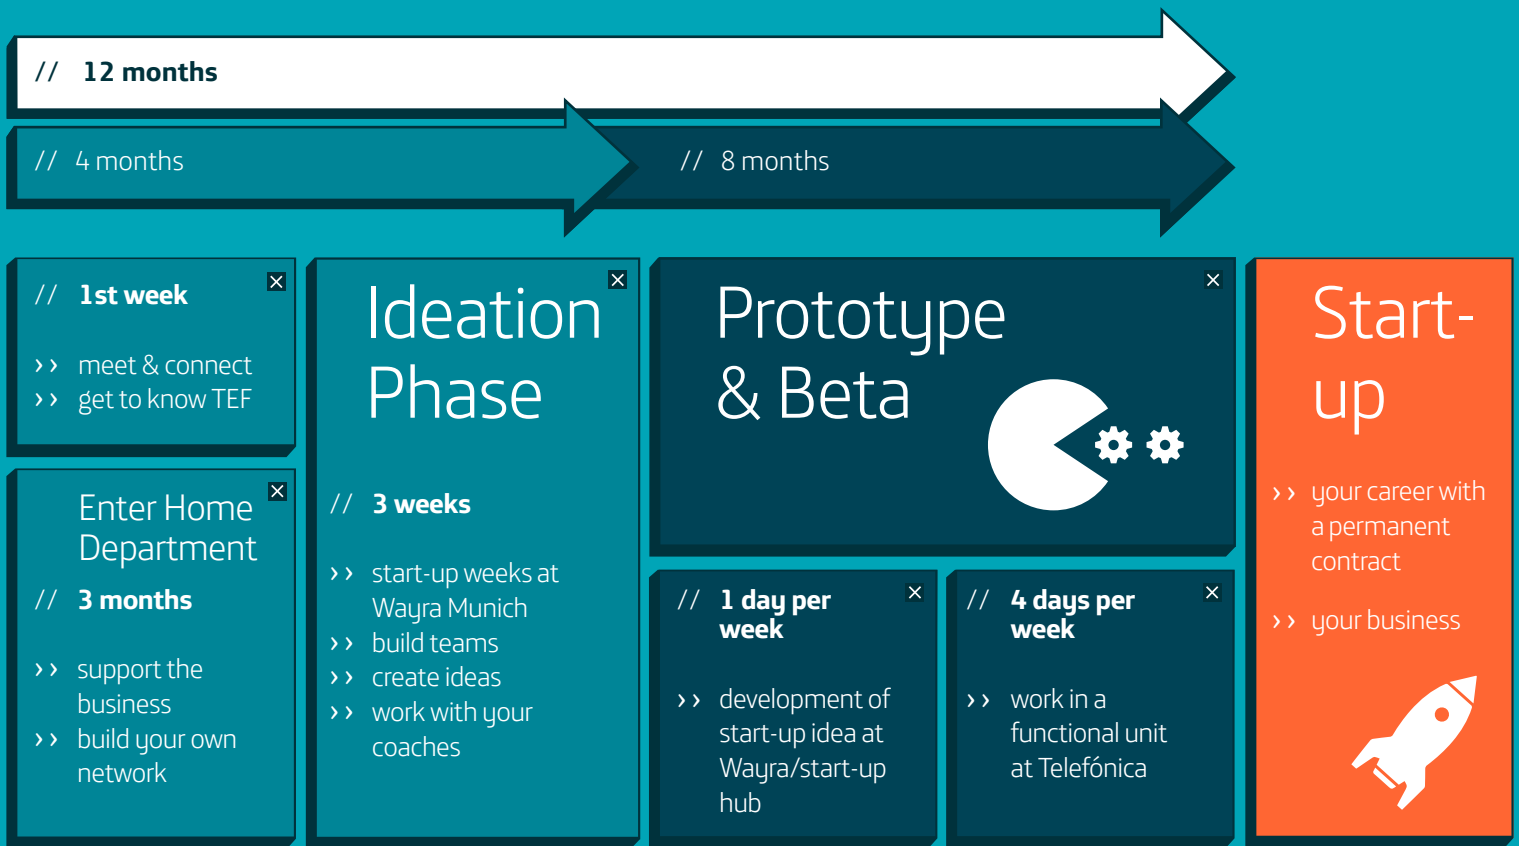 // 12 months
// 4 months
// 8 months
// 1st week
›› meet & connect
›› get to know TEF
Enter Home
Department
// 3 months
›› support the
business
›› build your own
network
Ideation
Phase
// 3 weeks
›› start-up weeks at
Wayra Munich
›› build teams
›› create ideas
›› work with your
coaches
Prototype
& Beta
// 1 day per
week
›› development of
start-up idea at
Wayra/start-up
hub
// 4 days per
week
›› work in a
functional unit
at Telefónica
Start-
up
›› your career with
a permanent
contract
›› your business